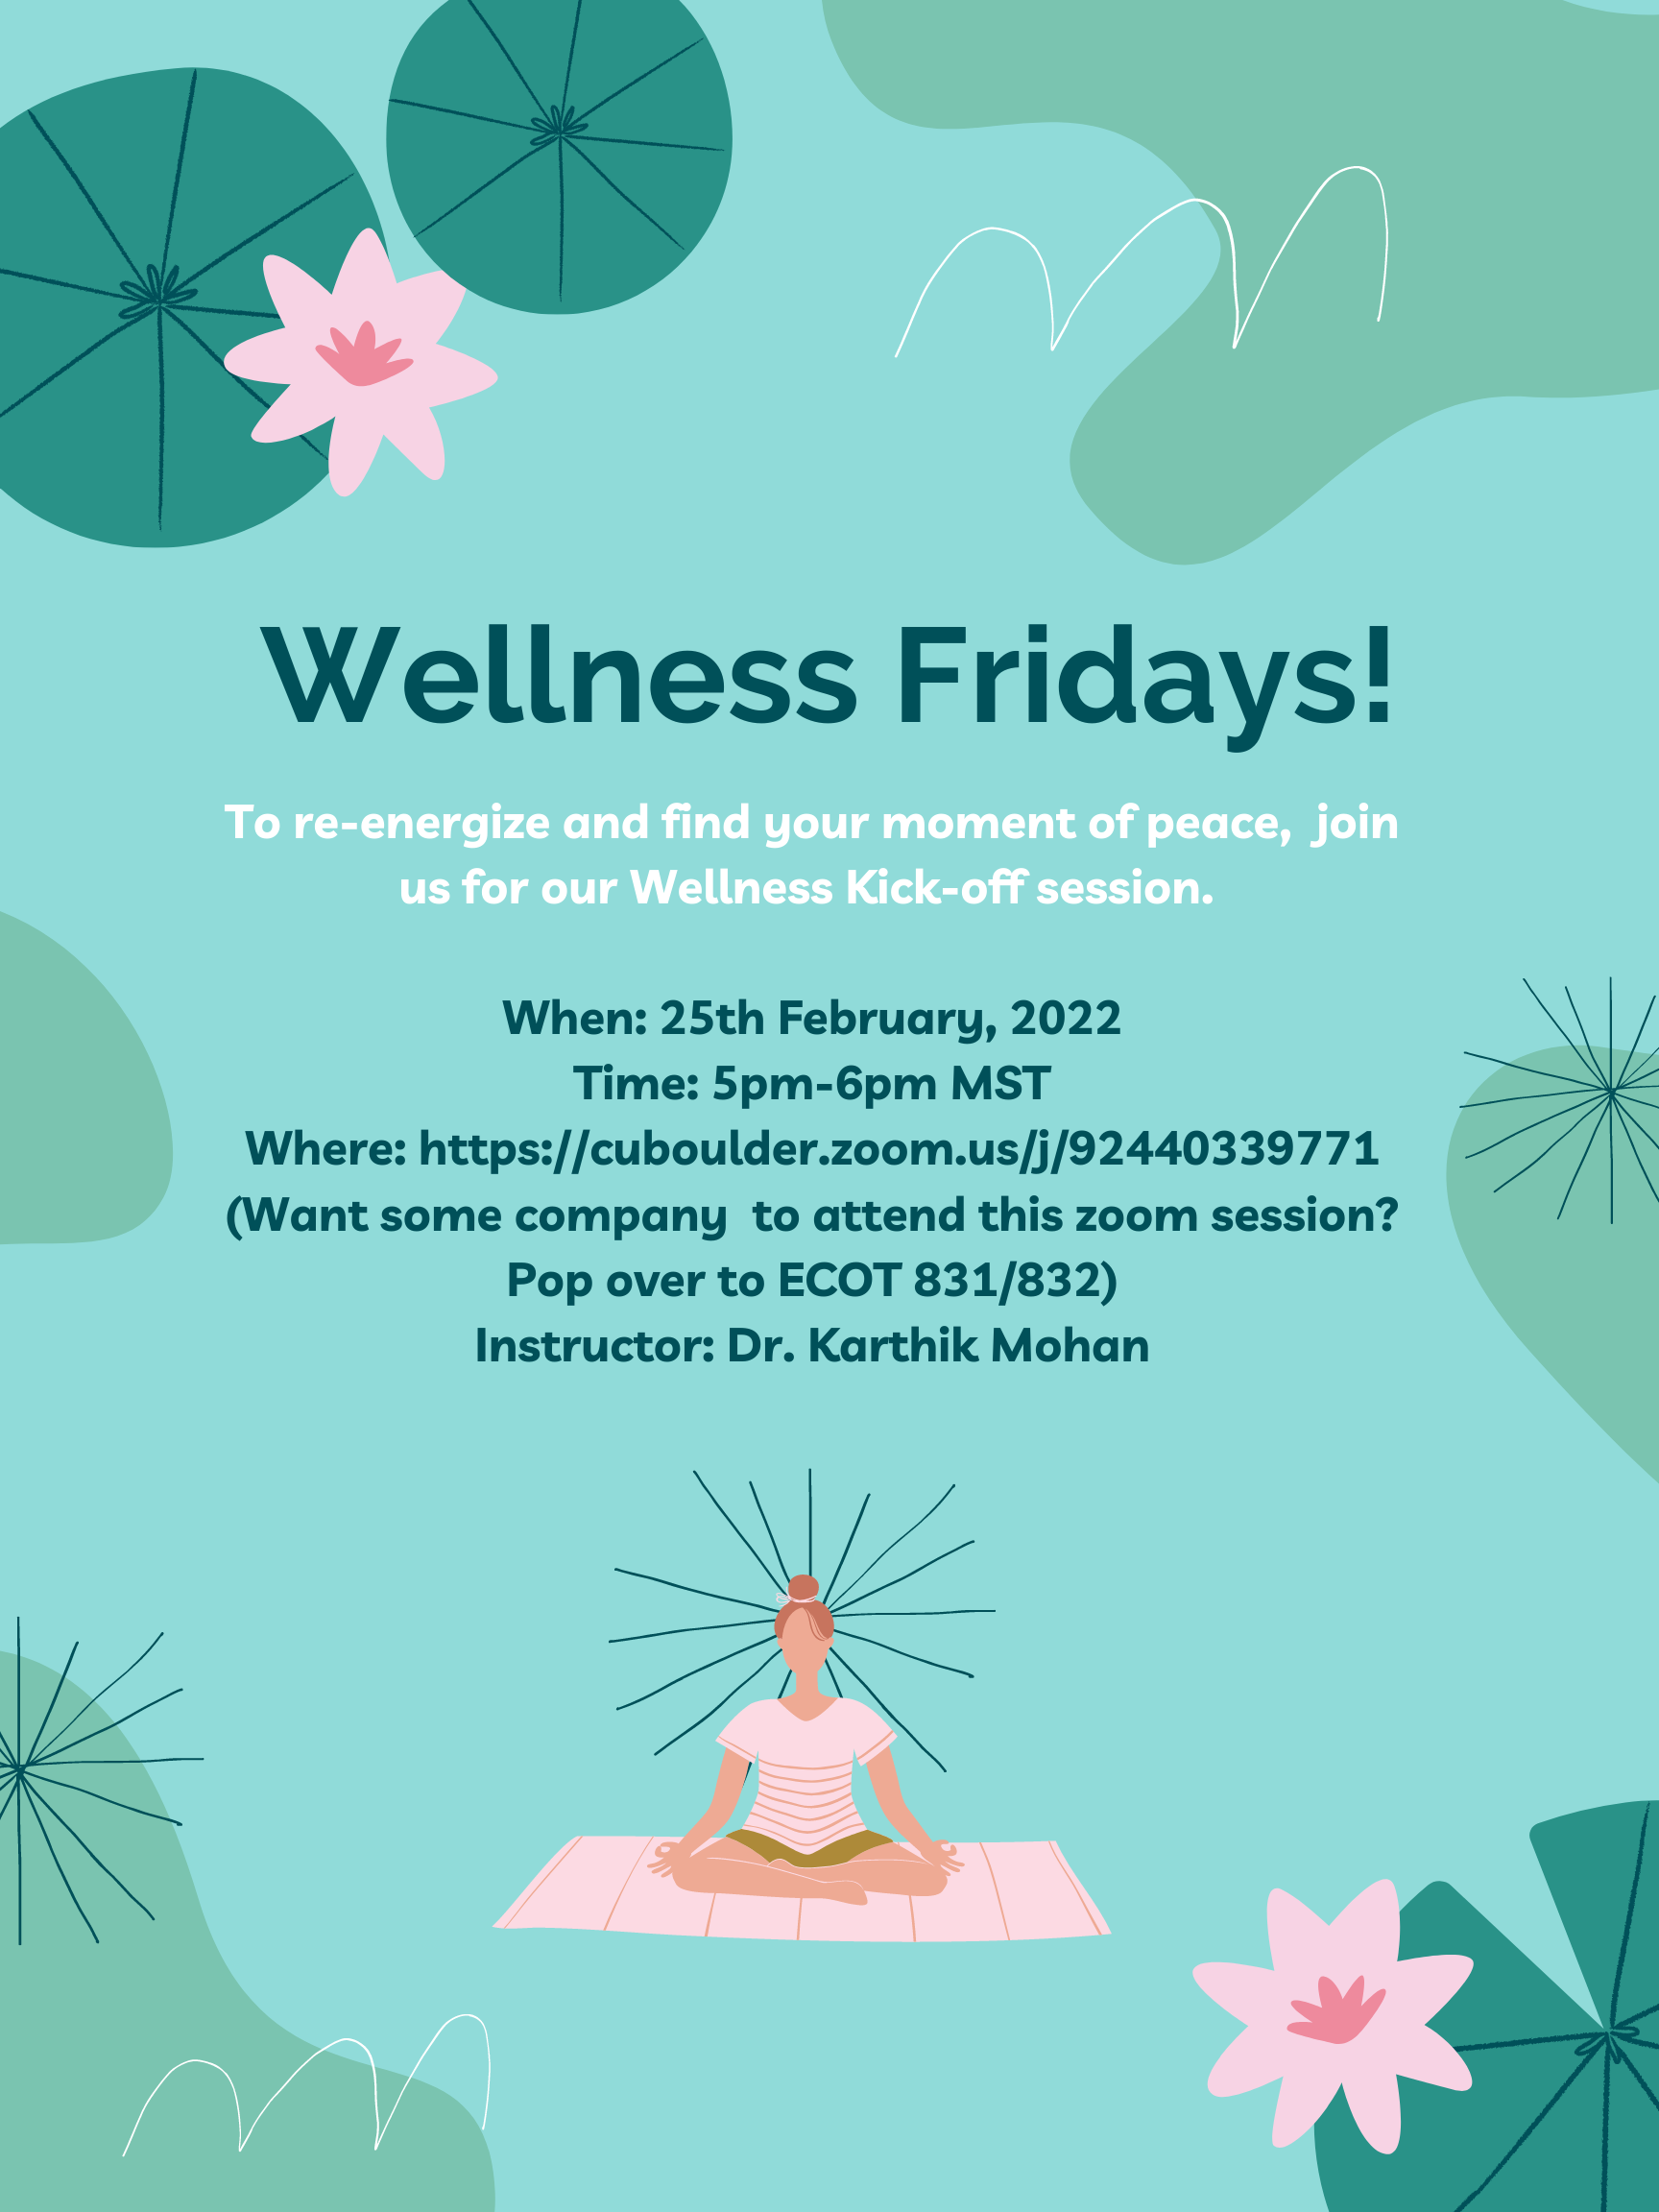 Wellness Fridays!
To re-energize and find your moment of peace,  join
us for our Wellness Kick-off session.
When: 25th February, 2022
Time: 5pm-6pm MST
Where: https://cuboulder.zoom.us/j/92440339771
(Want some company  to attend this zoom session?
Pop over to ECOT 831/832)
Instructor: Dr. Karthik Mohan